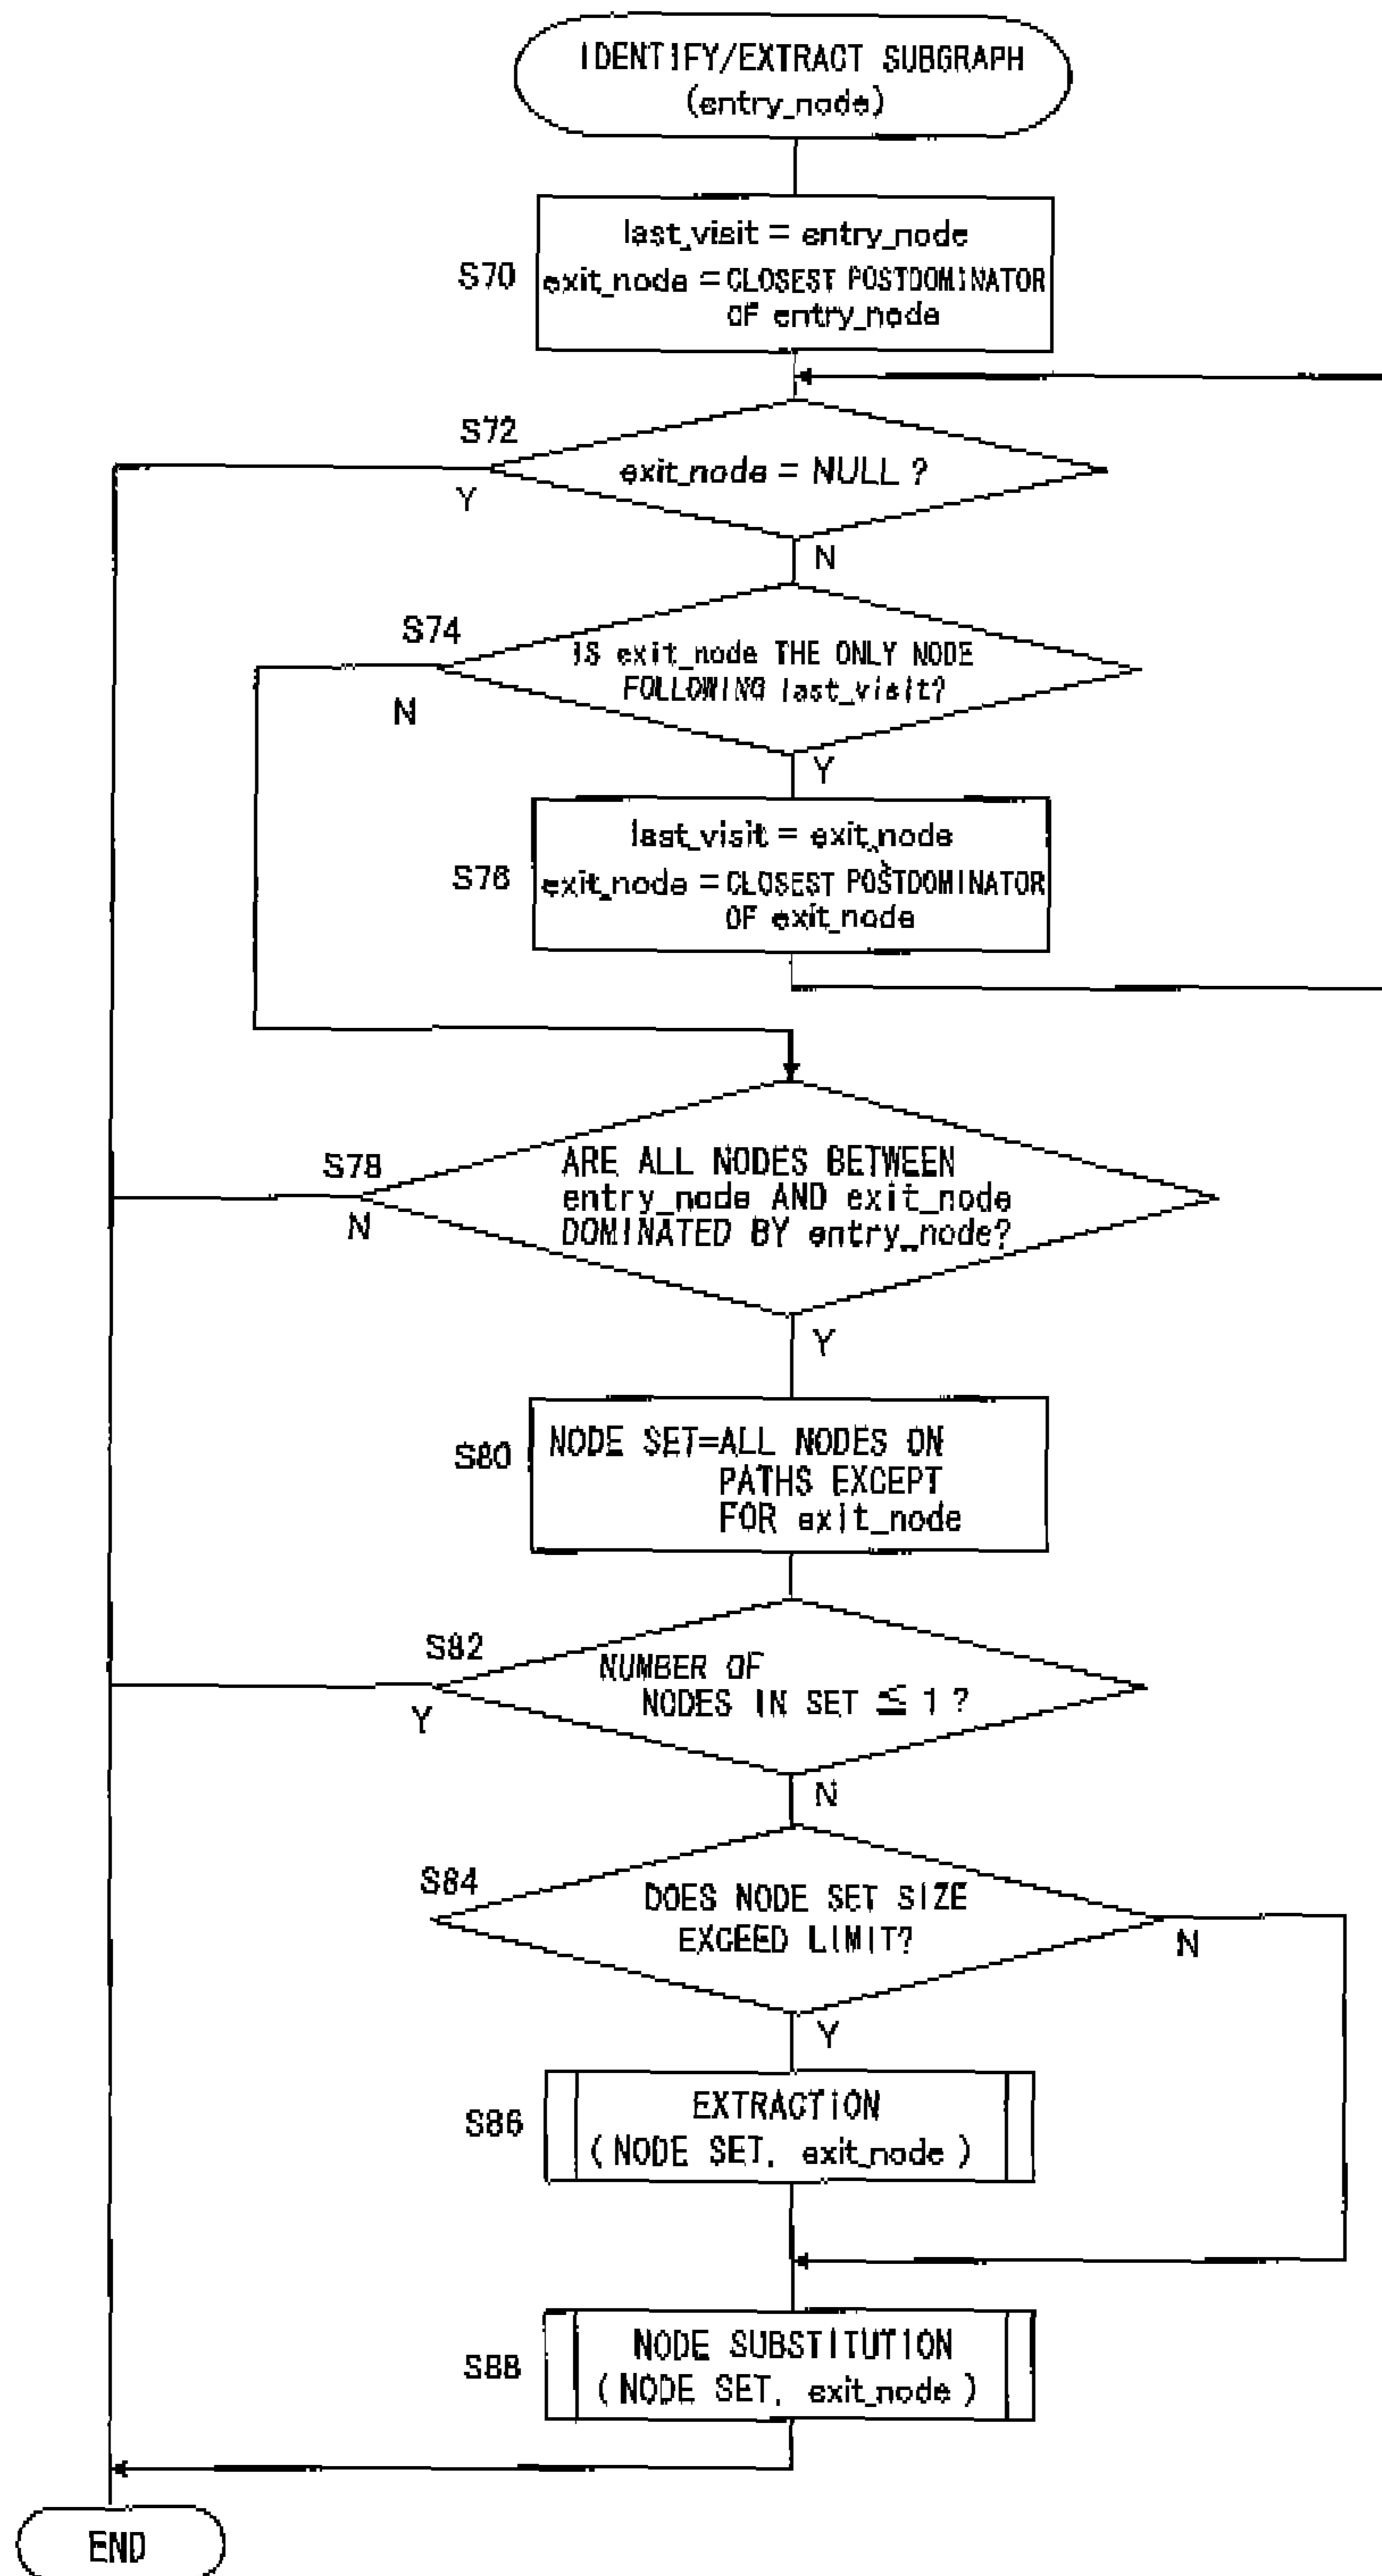 IDENTIFY/EXTRACT SUBGRAPH
(entry_node)
last_visit = entry_node
S70
exit_node = CLOSEST POSTDOMINATOR
OF entry_node
S72
exit_node = NULL ?
Y
N
S74
IS exit_node THE ONLY NODE
FOLLOWING last_visit?
N
Y
last_visit = exit_node
S76
exit_node = CLOSEST POSTDOMINATOR
OF exit_node
S78
ARE ALL NODES BETWEEN
entry_node AND exit_node
DOMINATED BY entry_node?
N
Y
S80
NODE SET=ALL NODES ON
PATHS EXCEPT
FOR exit_node
S82
NUMBER OF
NODES IN SET ≦ 1 ?
Y
N
S84
DOES NODE SET SIZE
EXCEED LIMIT?
N
Y
S86
EXTRACTION
( NODE SET, exit_node )
S88
NODE SUBSTITUTION
( NODE SET, exit_node )
END